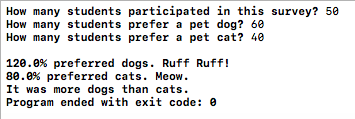 How many students participated in this survey? 50
How many students prefer a pet dog? 60
How many students prefer a pet cat? 40
120.0% preferred dogs. Ruff Ruff!
80.0% preferred cats. Meow.
It was more dogs than cats.
Program ended with exit code: 0